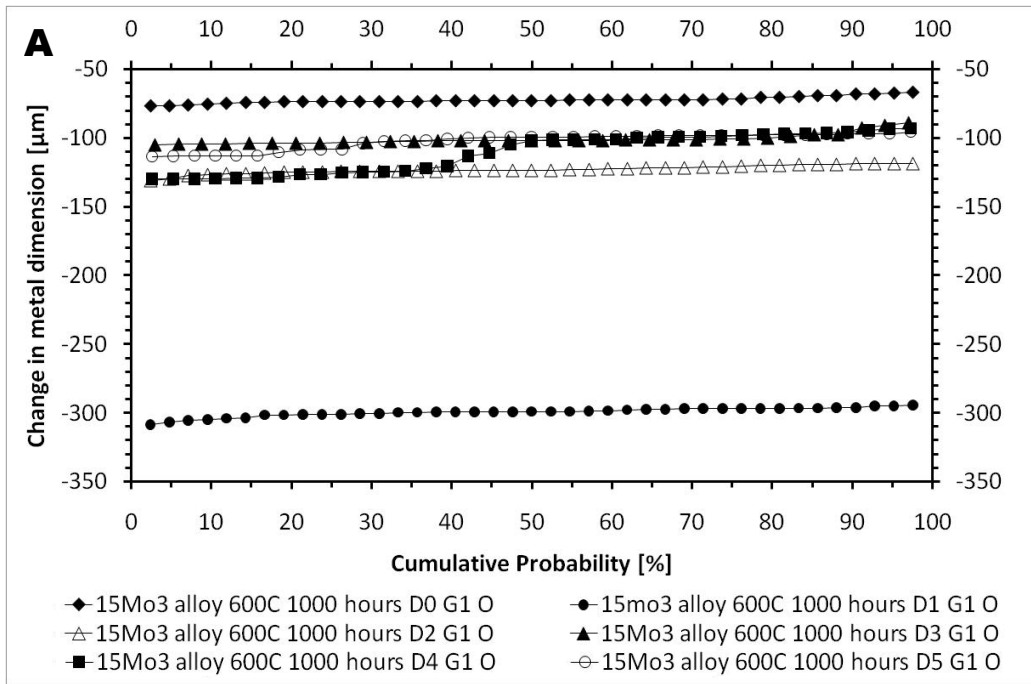 A
0 10 20 30 40 50 60 70 80 90 100
-50 -50
-100 -100
-150 -150
-200 -200
-250 -250
-300 -300
-350 -350
Change in metal dimension [µm]
0 10 20 30 40 50 60 70 80 90 100
Cumulative Probability [%]
15Mo3 alloy 600C 1000 hours D0 G1 O 15mo3 alloy 600C 1000 hours D1 G1 O
15Mo3 alloy 600C 1000 hours D2 G1 O 15Mo3 alloy 600C 1000 hours D3 G1 O
15Mo3 alloy 600C 1000 hours D4 G1 O 15Mo3 alloy 600C 1000 hours D5 G1 O